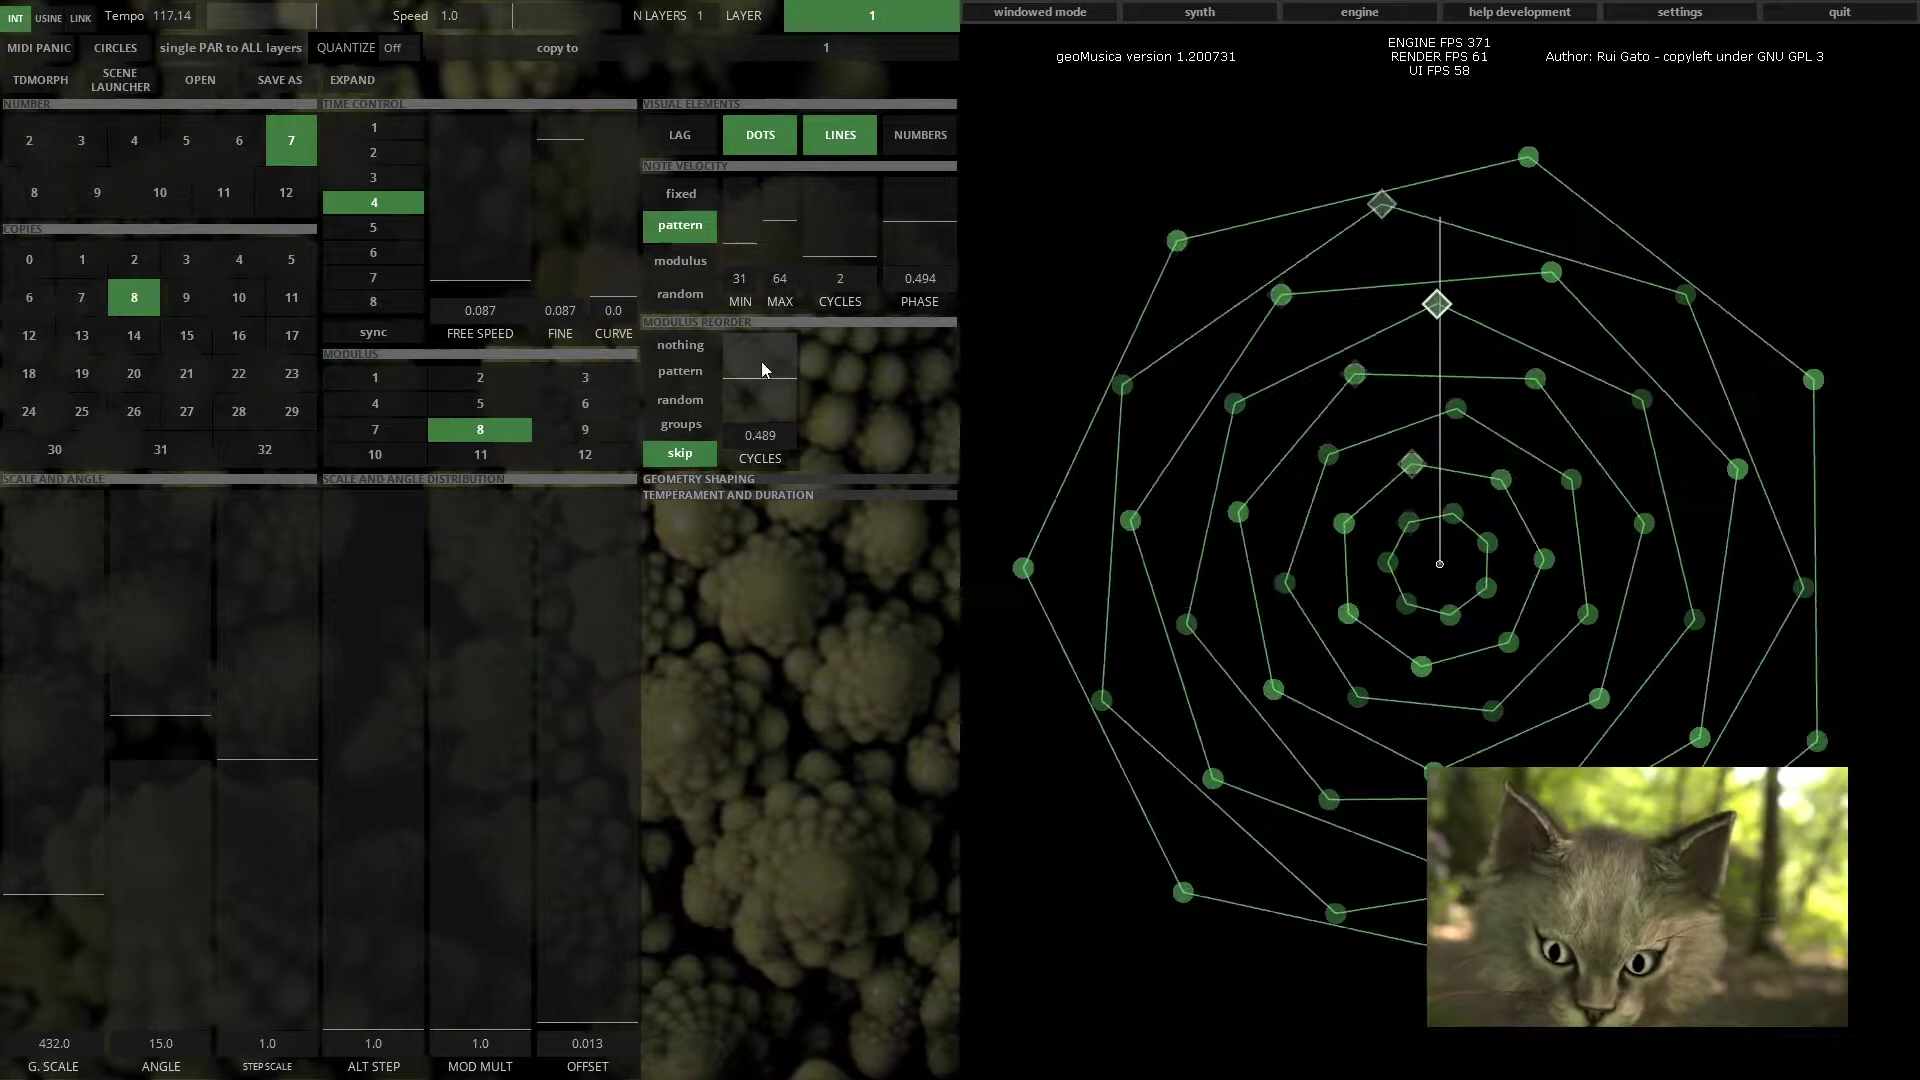 INT USINE LINK Tempo 117.14 Speed 1.0 N LAYERS 1 LAYER 1
MIDI PANIC CIRCLES single PAR to ALL layers QUANTIZE Off copy to 1
TDMORPH SCENE LAUNCHER OPEN SAVE AS EXPAND
windowed mode synth engine help development settings quit
geoMusica version 1.200731
ENGINE FPS 371
RENDER FPS 61
UI FPS 58
Author: Rui Gato - copyleft under GNU GPL 3
NUMBER
2 3 4 5 6 7
8 9 10 11 12
COPIES
0 1 2 3 4 5
6 7 8 9 10 11
12 13 14 15 16 17
18 19 20 21 22 23
24 25 26 27 28 29
30 31 32
TIME CONTROL
1
2
3
4
5
6
7
8
sync
0.087 0.087 0.0
FREE SPEED FINE CURVE
MODULUS
1 2 3
4 5 6
7 8 9
10 11 12
VISUAL ELEMENTS
LAG DOTS LINES NUMBERS
NOTE VELOCITY
fixed
pattern
modulus
random
31 64 2 0.494
MIN MAX CYCLES PHASE
MODULUS REORDER
nothing
pattern
random
groups
skip
0.489
CYCLES
SCALE AND ANGLE
SCALE AND ANGLE DISTRIBUTION
GEOMETRY SHAPING
TEMPERAMENT AND DURATION
432.0 15.0 1.0 1.0 1.0 0.013
G. SCALE ANGLE STEP SCALE ALT STEP MOD MULT OFFSET